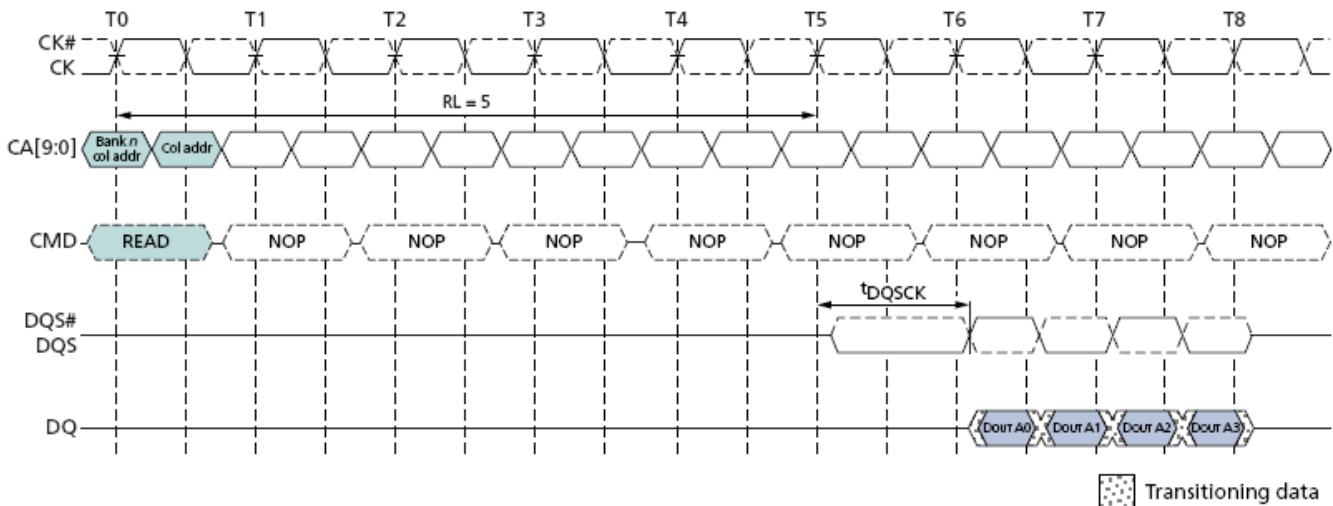 T0 T1 T2 T3 T4 T5 T6 T7 T8
CK#
CK
RL = 5
CA[9:0] Bank n col addr Col addr
CMD READ NOP NOP NOP NOP NOP NOP NOP NOP
tDQSCK
DQS#
DQS
DQ DOUT A0 DOUT A1 DOUT A2 DOUT A3
Transitioning data